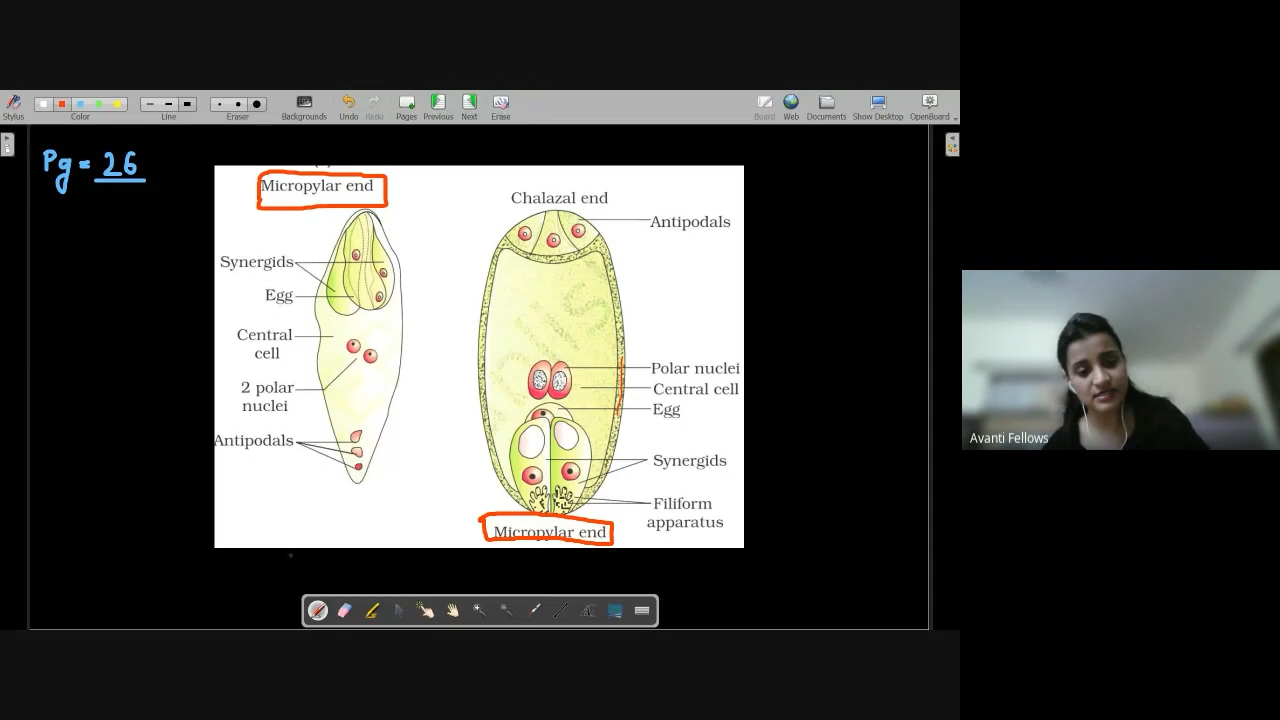 Stylus
Color
Line
Eraser
Backgrounds
Undo
Redo
Pages
Previous
Next
Erase
Board
Web
Documents
Show Desktop
OpenBoard
Pg = 26
Micropylar end
Synergids
Egg
Central
cell
2 polar
nuclei
Antipodals
Chalazal end
Antipodals
Polar nuclei
Central cell
Egg
Synergids
Filiform
apparatus
Micropylar end
Avanti Fellows